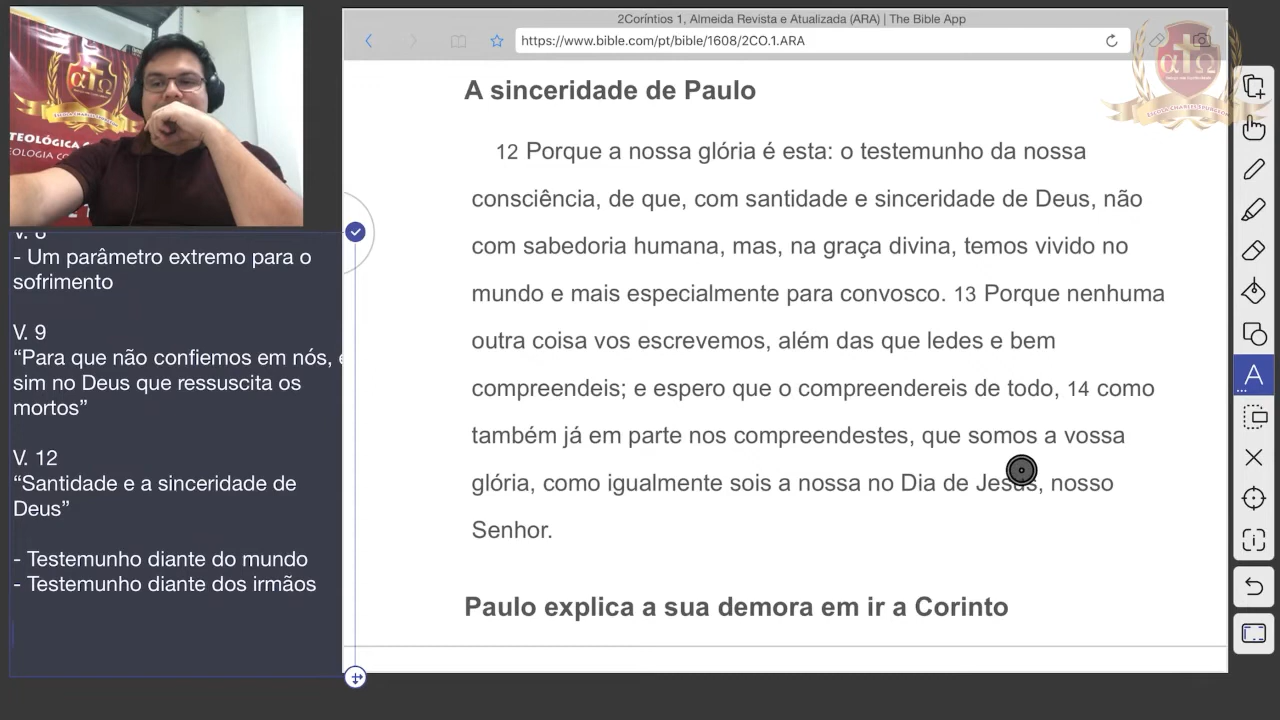 2Coríntios 1, Almeida Revista e Atualizada (ARA) | The Bible App
https://www.bible.com/pt/bible/1608/2CO.1.ARA
α Ω
ESCOLA CHARLES SPURGEON
α Ω
TEOLÓGICA
V. 8
- Um parâmetro extremo para o
sofrimento
V. 9
“Para que não confiemos em nós, e
sim no Deus que ressuscita os
mortos”
V. 12
“Santidade e a sinceridade de
Deus”
- Testemunho diante do mundo
- Testemunho diante dos irmãos
A sinceridade de Paulo
12 Porque a nossa glória é esta: o testemunho da nossa
consciência, de que, com santidade e sinceridade de Deus, não
com sabedoria humana, mas, na graça divina, temos vivido no
mundo e mais especialmente para convosco. 13 Porque nenhuma
outra coisa vos escrevemos, além das que ledes e bem
compreendeis; e espero que o compreendereis de todo, 14 como
também já em parte nos compreendestes, que somos a vossa
glória, como igualmente sois a nossa no Dia de Jesus, nosso
Senhor.
Paulo explica a sua demora em ir a Corinto
A